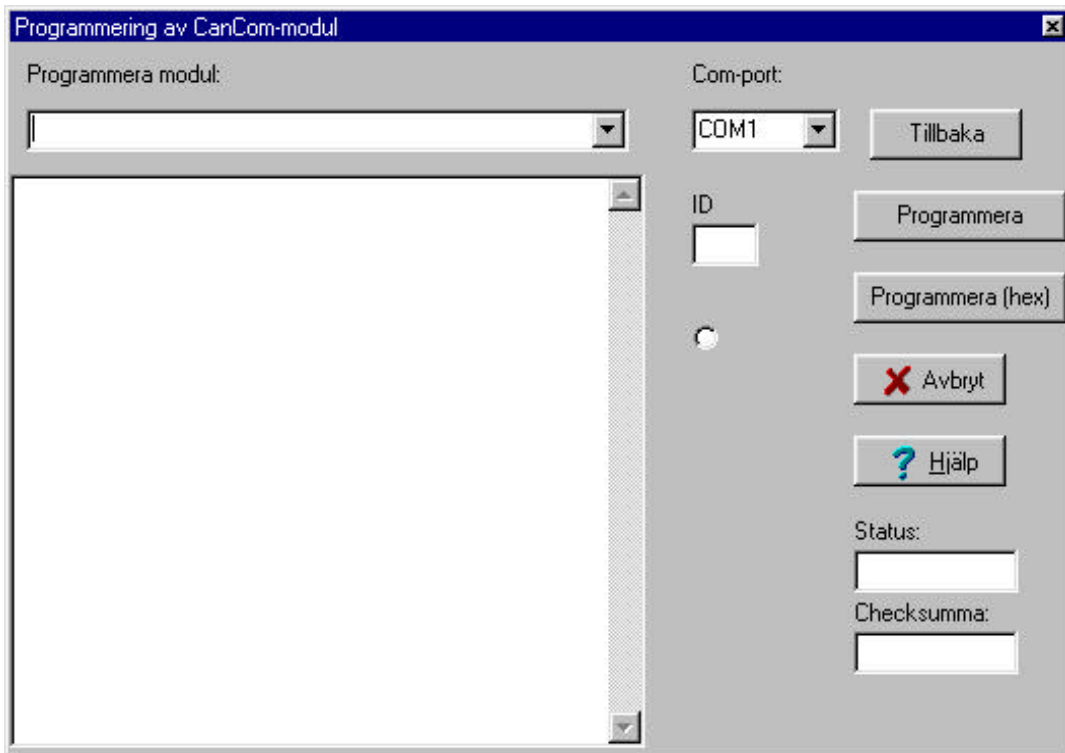 Programmering av CanCom-modul
Programmera modul:
Com-port:
COM1
Tillbaka
ID
Programmera
Programmera (hex)
Avbryt
Hjälp
Status:
Checksumma: